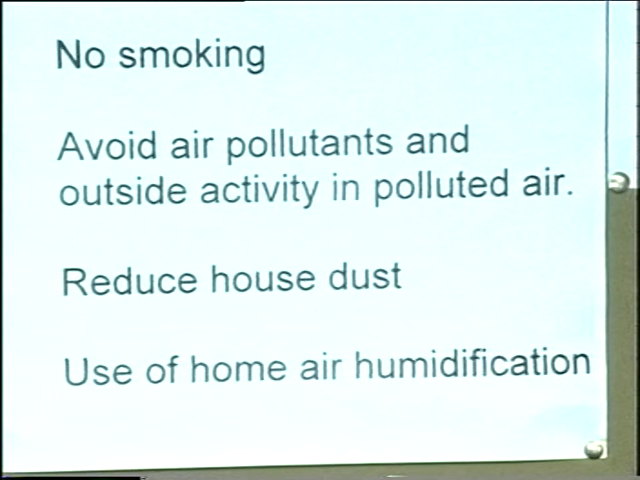 No smoking
Avoid air pollutants and
outside activity in polluted air.
Reduce house dust
Use of home air humidification